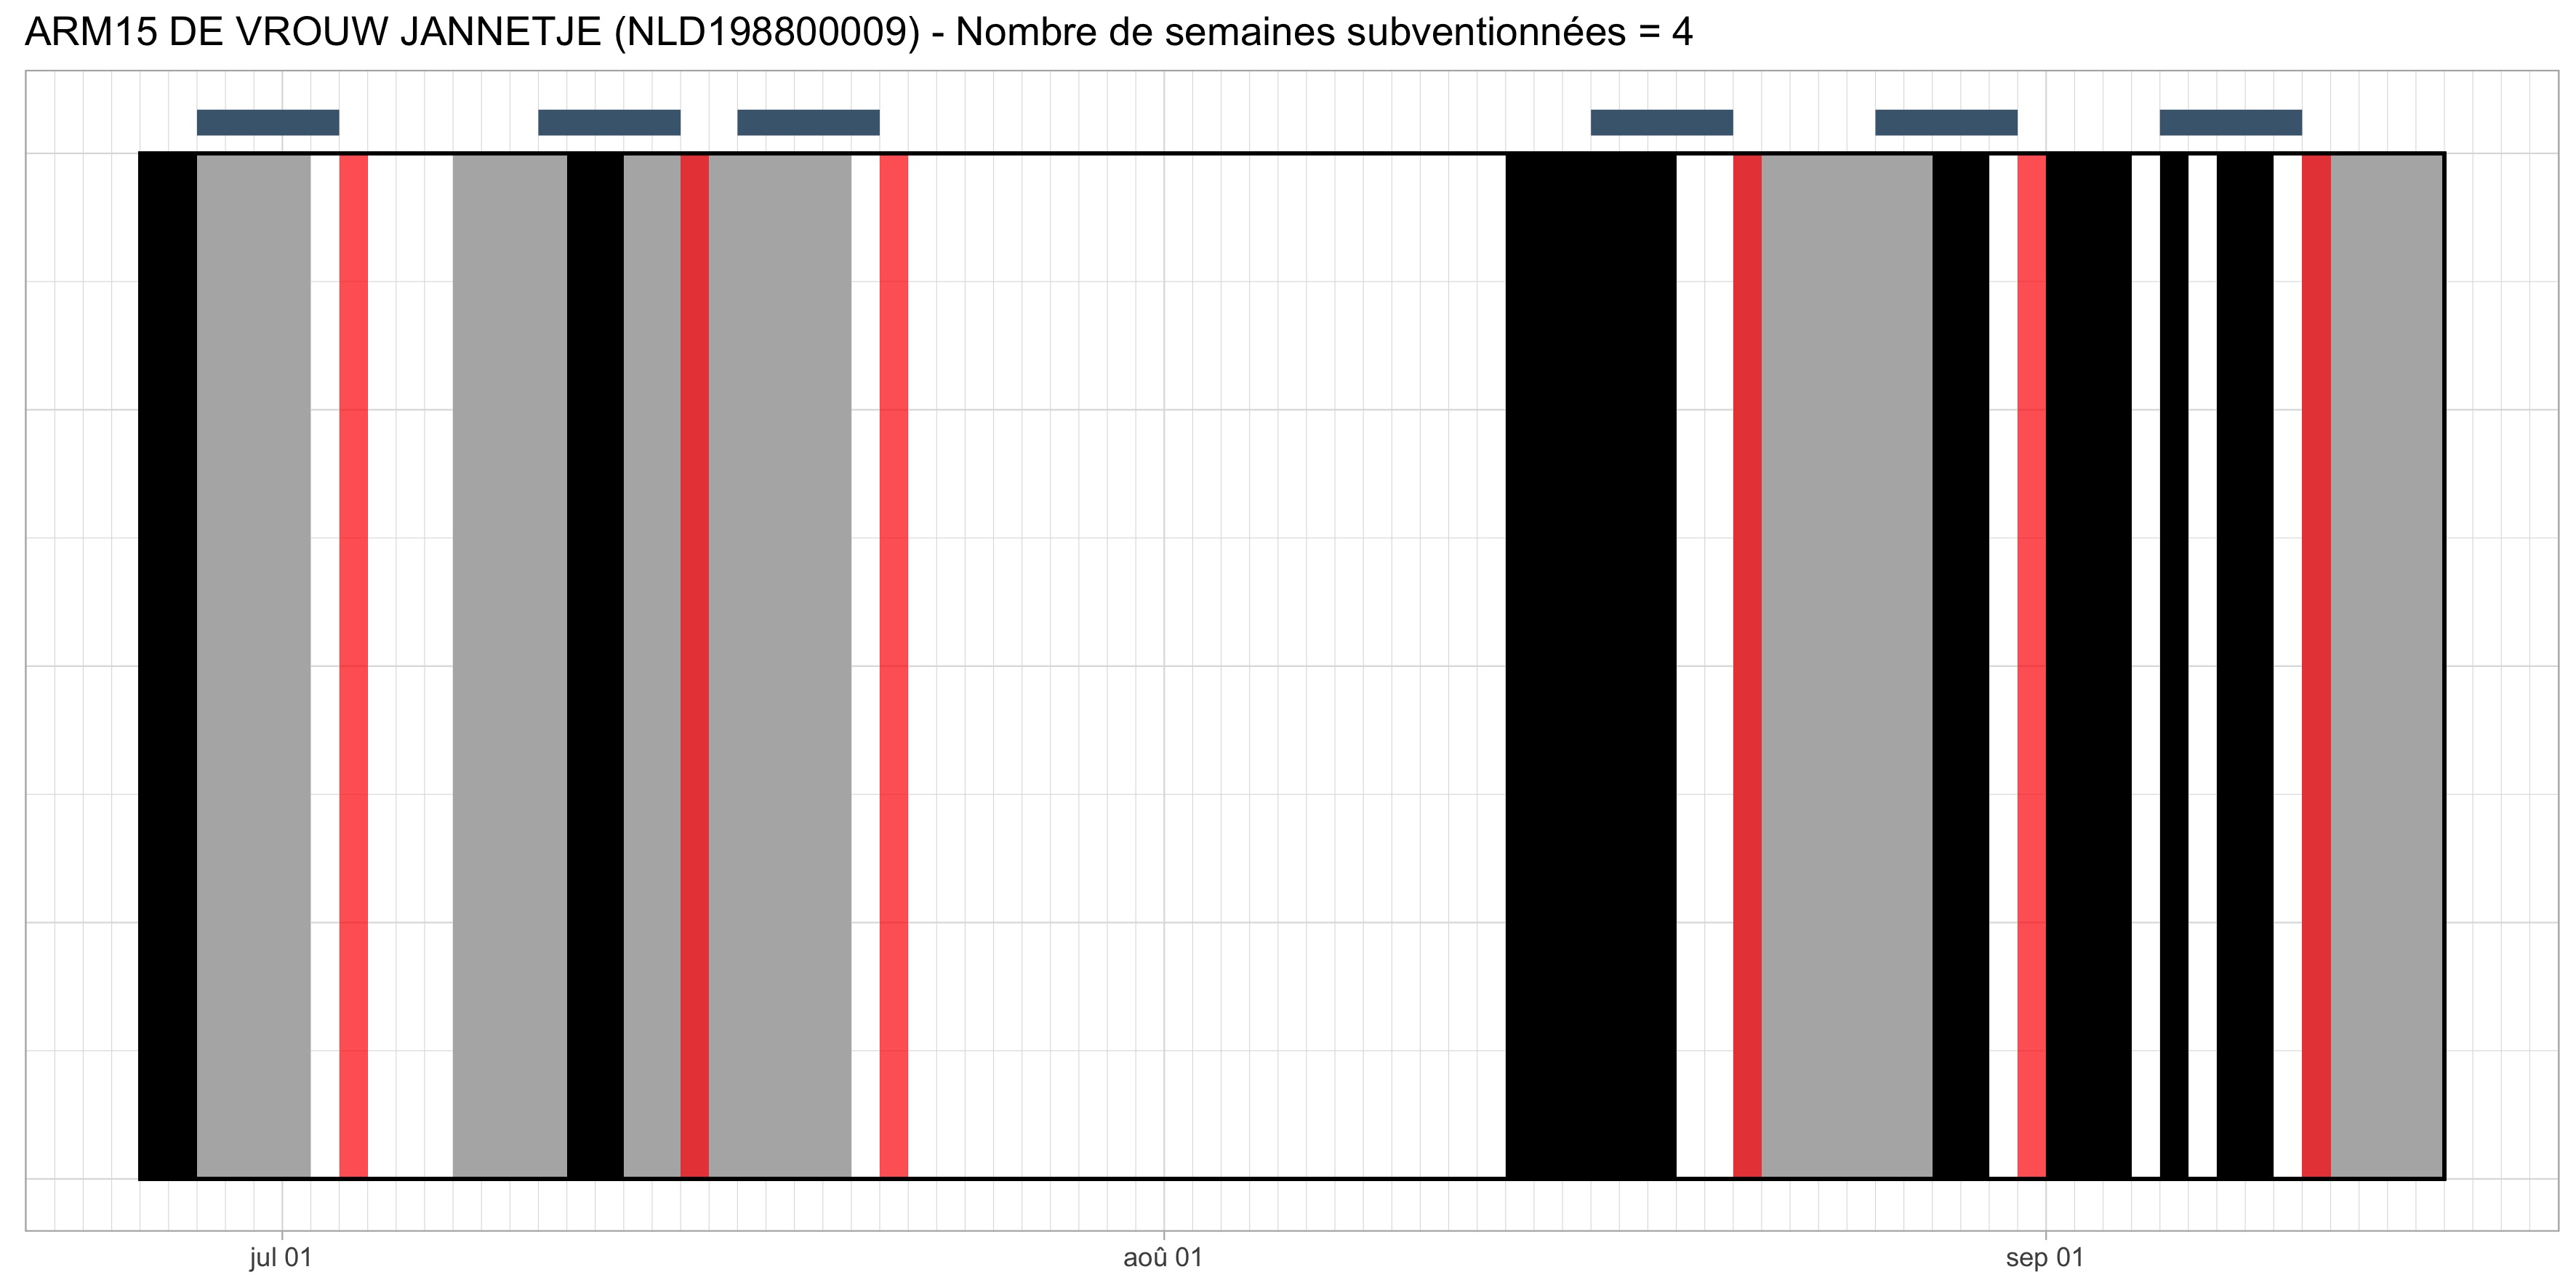 ARM15 DE VROUW JANNETJE (NLD198800009) - Nombre de semaines subventionnées = 4
jul 01
aoû 01
sep 01